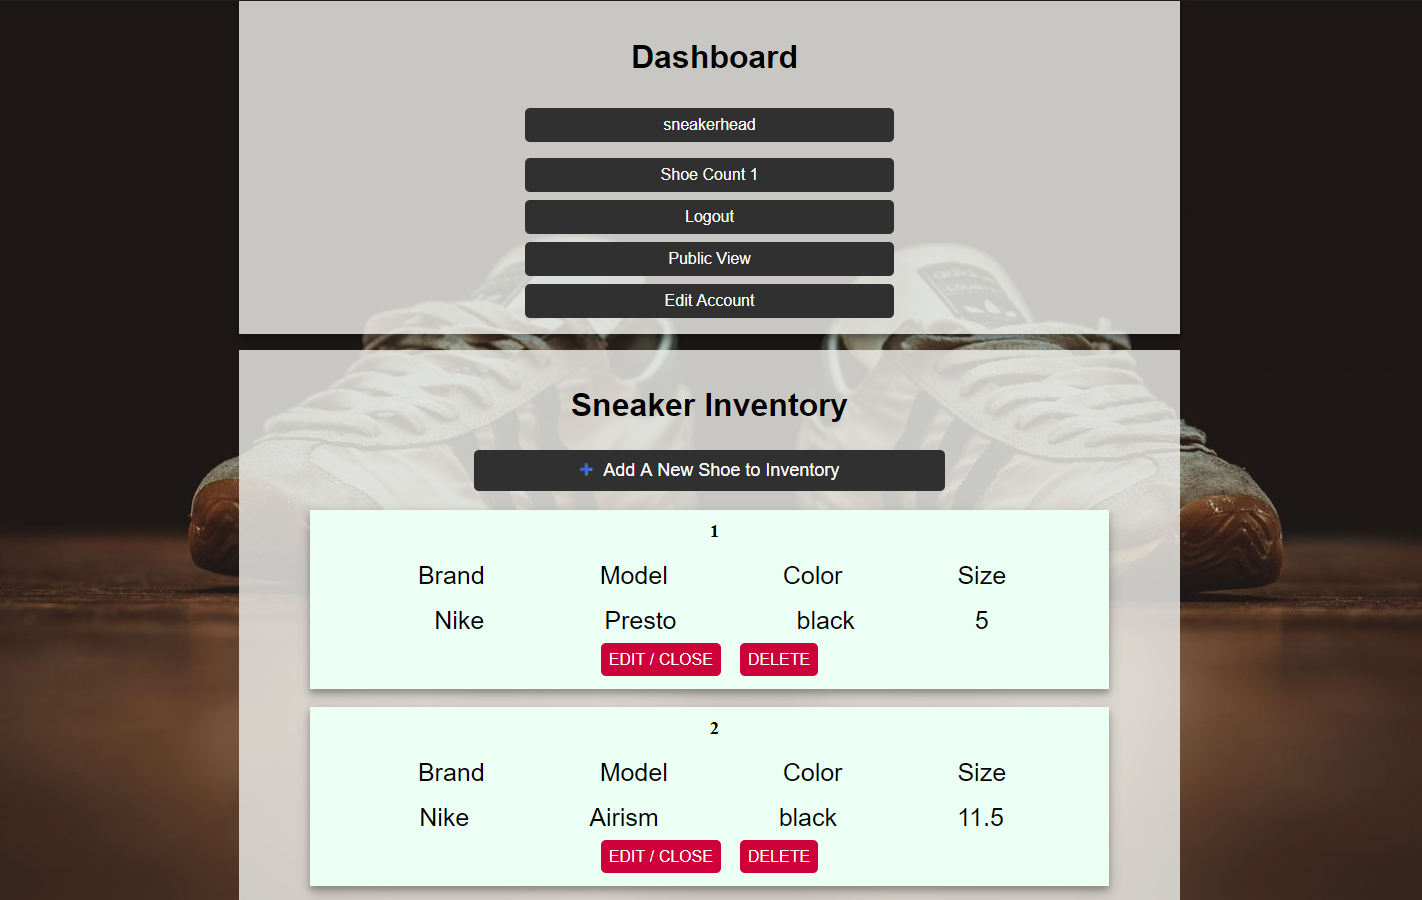 Dashboard
sneakerhead
Shoe Count 1
Logout
Public View
Edit Account
Sneaker Inventory
+ Add A New Shoe to Inventory
1
Brand Model Color Size
Nike Presto black 5
EDIT / CLOSE DELETE
2
Brand Model Color Size
Nike Airism black 11.5
EDIT / CLOSE DELETE